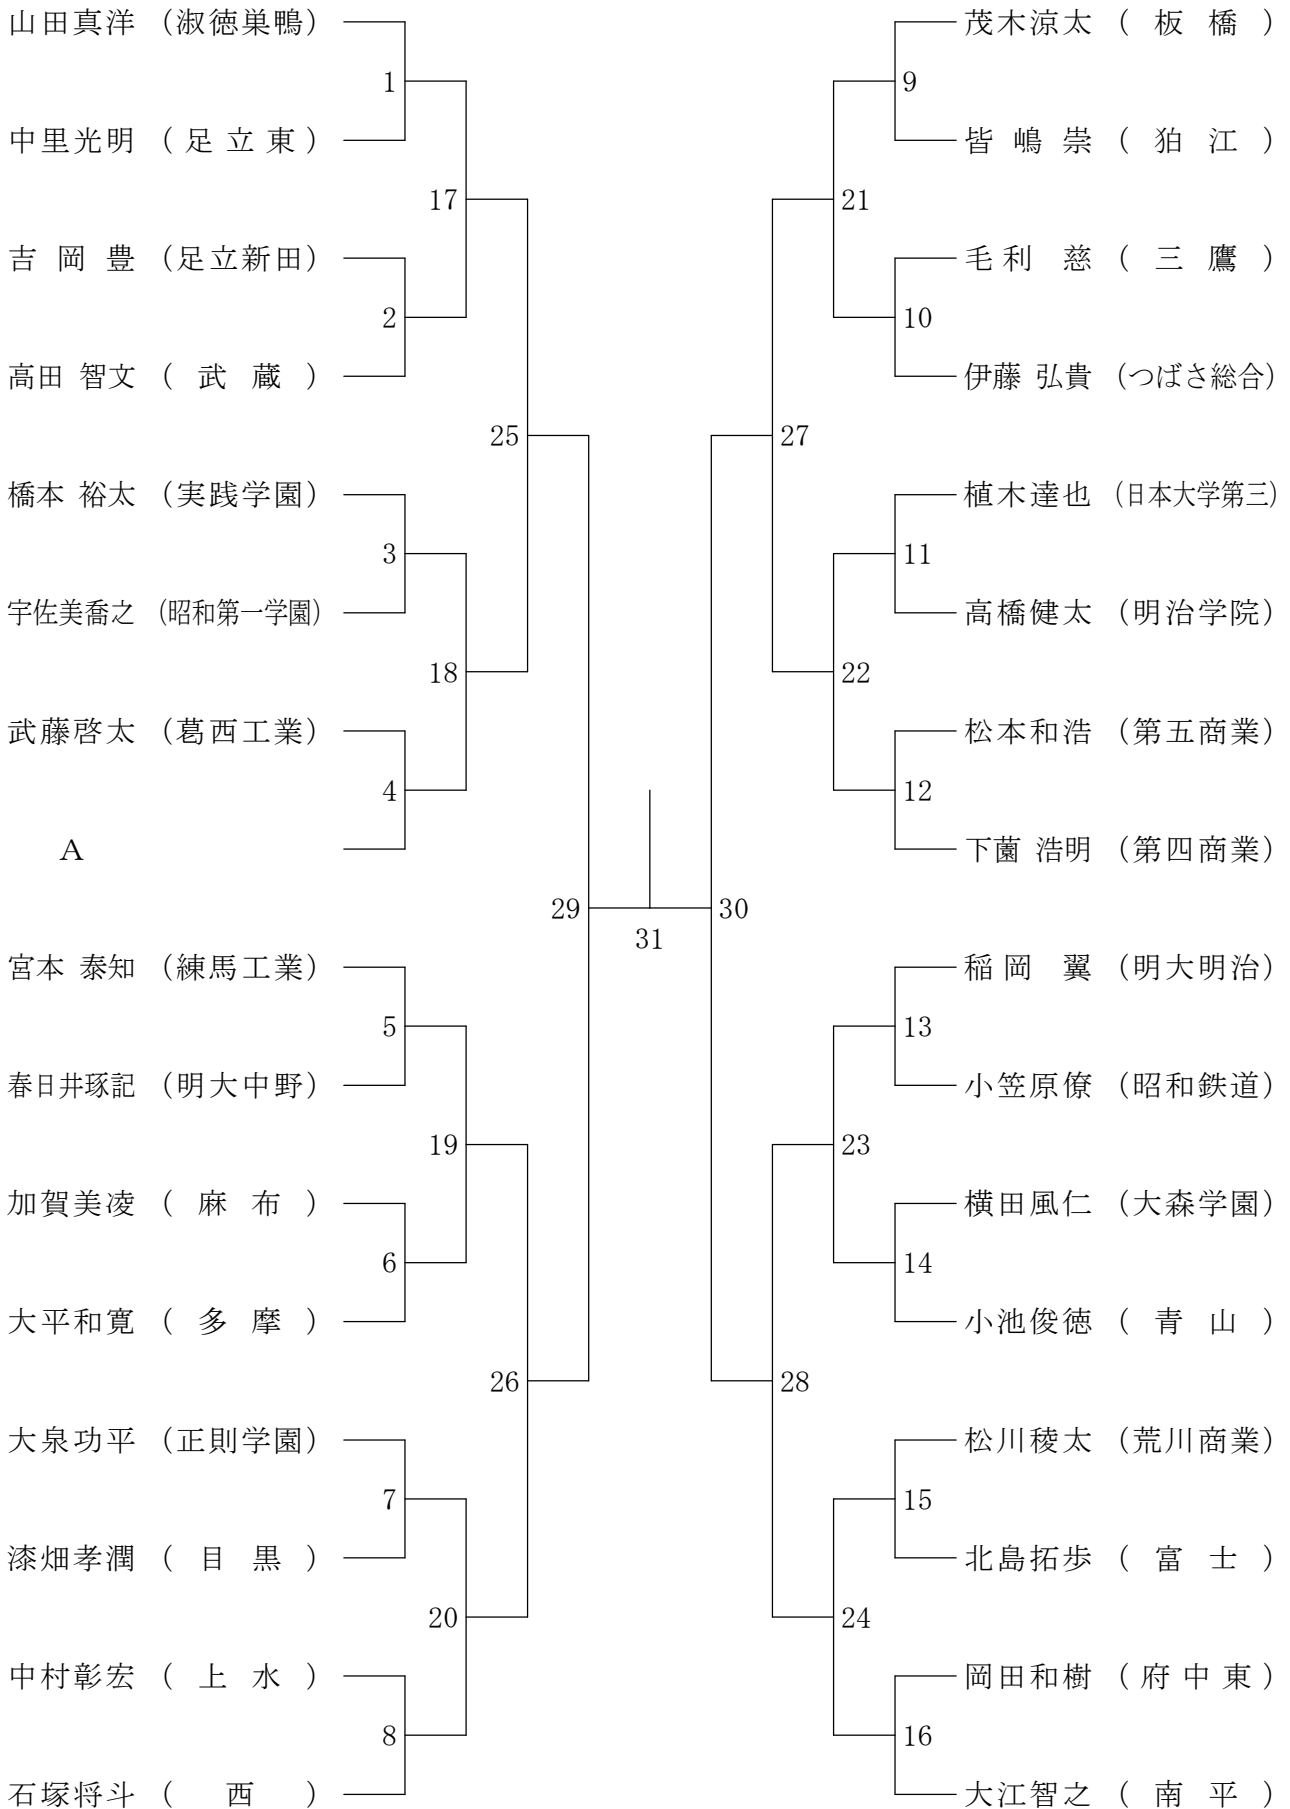 山田真洋 (淑徳巣鴨)
1
中里光明 (足立東)
17
吉岡豊 (足立新田)
2
高田 智文 (武蔵)
25
橋本 裕太 (実践学園)
3
宇佐美喬之 (昭和第一学園)
18
武藤啓太 (葛西工業)
4
A
29
宮本 泰知 (練馬工業)
5
春日井琢記 (明大中野)
19
加賀美凌 (麻布)
6
大平和寛 (多摩)
26
大泉功平 (正則学園)
7
漆畑孝潤 (目黒)
20
中村彰宏 (上水)
8
石塚将斗 (西)
31
茂木涼太 (板橋)
9
皆嶋崇 (狛江)
21
毛利 慈 (三鷹)
10
伊藤 弘貴 (つばさ総合)
27
植木達也 (日本大学第三)
11
高橋健太 (明治学院)
22
松本和浩 (第五商業)
12
下薗 浩明 (第四商業)
30
稲岡 翼 (明大明治)
13
小笠原僚 (昭和鉄道)
23
横田風仁 (大森学園)
14
小池俊徳 (青山)
28
松川稜太 (荒川商業)
15
北島拓歩 (富士)
24
岡田和樹 (府中東)
16
大江智之 (南平)